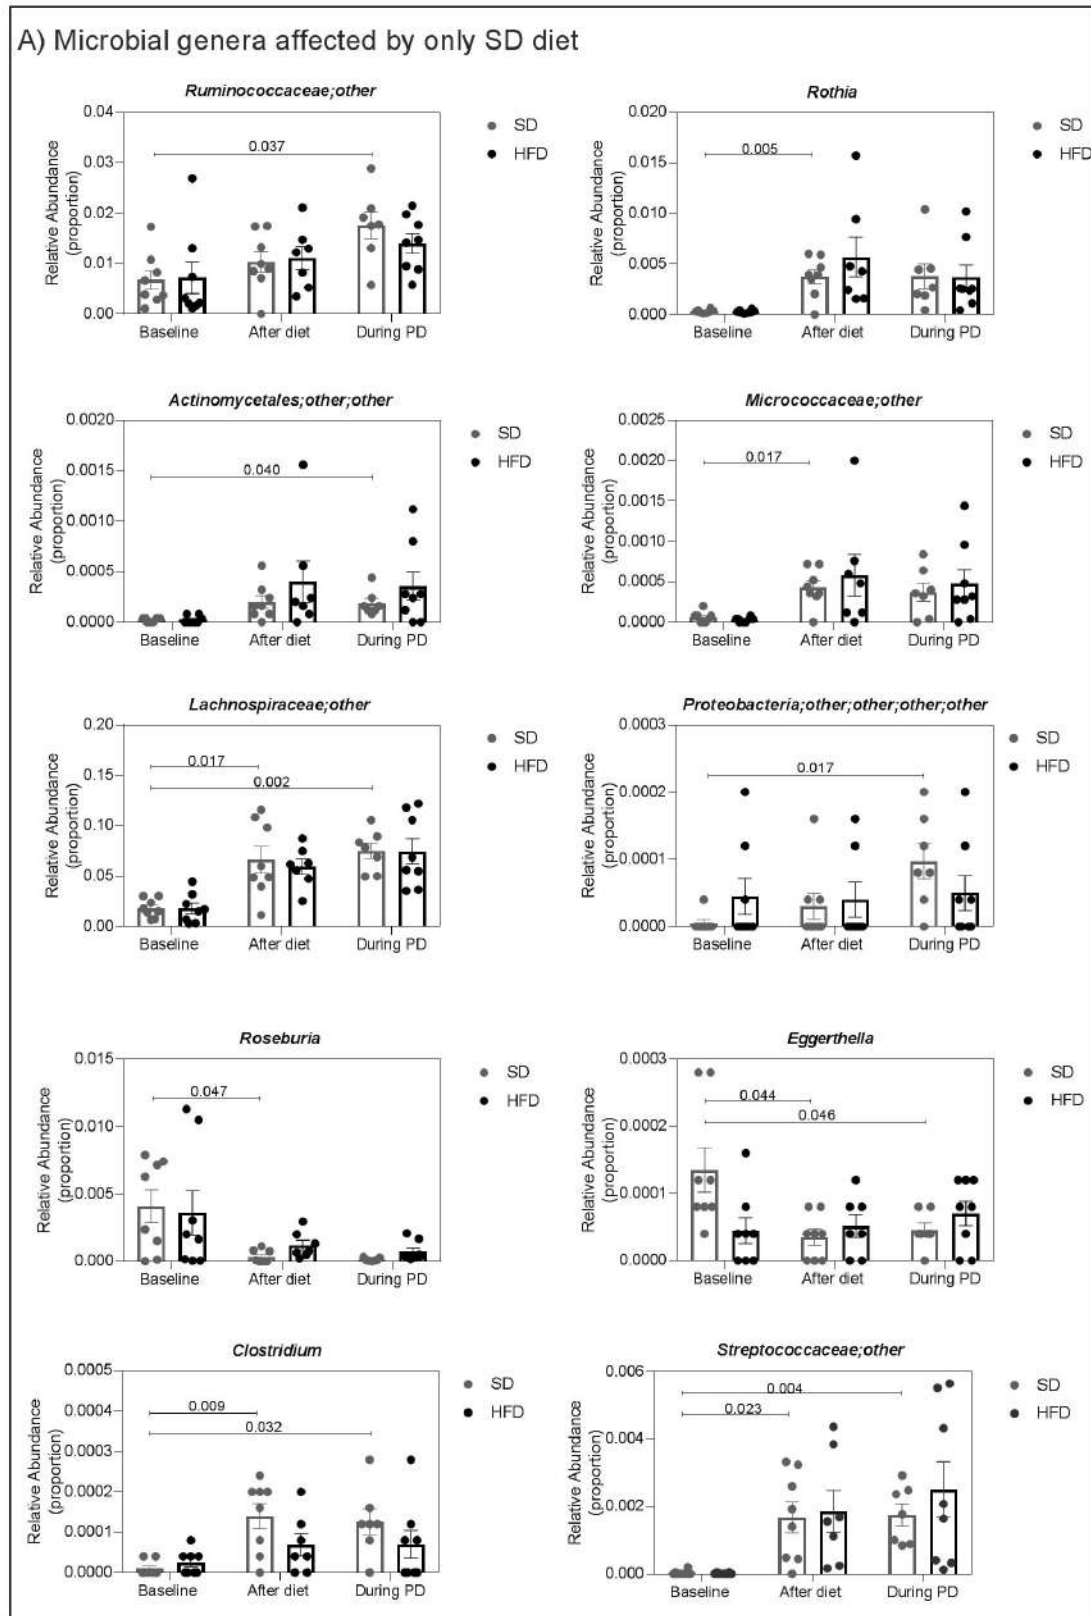 A) Microbial genera affected by only SD diet
Ruminococcaceae;other
Relative Abundance
(proportion)
0.04
0.03
0.02
0.01
0.00
0.037
Baseline
After diet
During PD
SD
HFD
Rothia
Relative Abundance
(proportion)
0.020
0.015
0.010
0.005
0.000
0.005
Baseline
After diet
During PD
SD
HFD
Actinomycetales;other;other
Relative Abundance
(proportion)
0.0020
0.0015
0.0010
0.0005
0.0000
0.040
Baseline
After diet
During PD
SD
HFD
Micrococcaceae;other
Relative Abundance
(proportion)
0.0025
0.0020
0.0015
0.0010
0.0005
0.0000
0.017
Baseline
After diet
During PD
SD
HFD
Lachnospiraceae;other
Relative Abundance
(proportion)
0.20
0.15
0.10
0.05
0.00
0.017
0.002
Baseline
After diet
During PD
SD
HFD
Proteobacteria;other;other;other;other
Relative Abundance
(proportion)
0.0003
0.0002
0.0001
0.0000
0.017
Baseline
After diet
During PD
SD
HFD
Roseburia
Relative Abundance
(proportion)
0.015
0.010
0.005
0.000
0.047
Baseline
After diet
During PD
SD
HFD
Eggerthella
Relative Abundance
(proportion)
0.0003
0.0002
0.0001
0.0000
0.044
0.046
Baseline
After diet
During PD
SD
HFD
Clostridium
Relative Abundance
(proportion)
0.0005
0.0004
0.0003
0.0002
0.0001
0.0000
0.009
0.032
Baseline
After diet
During PD
SD
HFD
Streptococcaceae;other
Relative Abundance
(proportion)
0.006
0.004
0.002
0.000
0.004
0.023
Baseline
After diet
During PD
SD
HFD